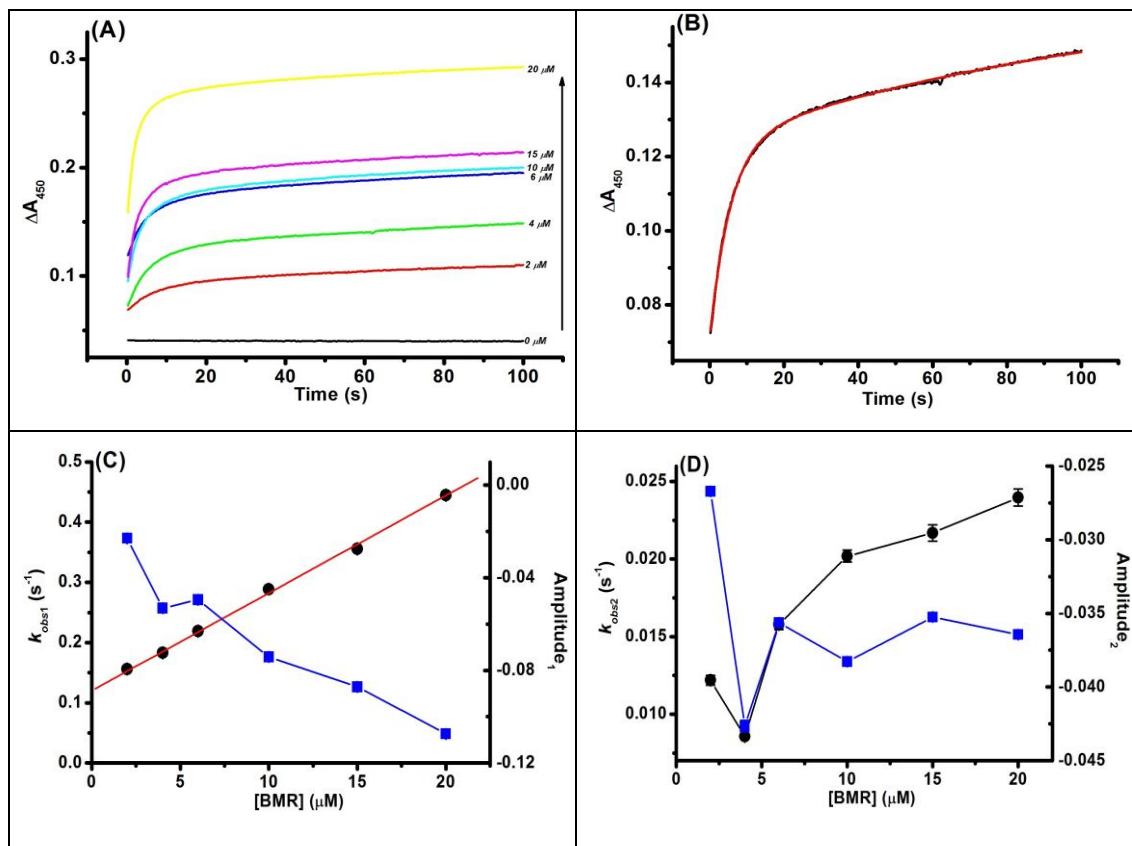 (A)
0.3
0.2
0.1
ΔA450
20 μM
15 μM
10 μM
6 μM
4 μM
2 μM
0 μM
0 20 40 60 80 100
Time (s)
(B)
0.14
0.12
0.10
0.08
ΔA450
0 20 40 60 80 100
Time (s)
(C)
0.5
0.4
0.3
0.2
0.1
0.0
kobs1 (s-1)
0.00
-0.04
-0.08
-0.12
Amplitude1
0 5 10 15 20
[BMR] (μM)
(D)
0.025
0.020
0.015
0.010
kobs2 (s-1)
-0.025
-0.030
-0.035
-0.040
-0.045
Amplitude2
0 5 10 15 20
[BMR] (μM)